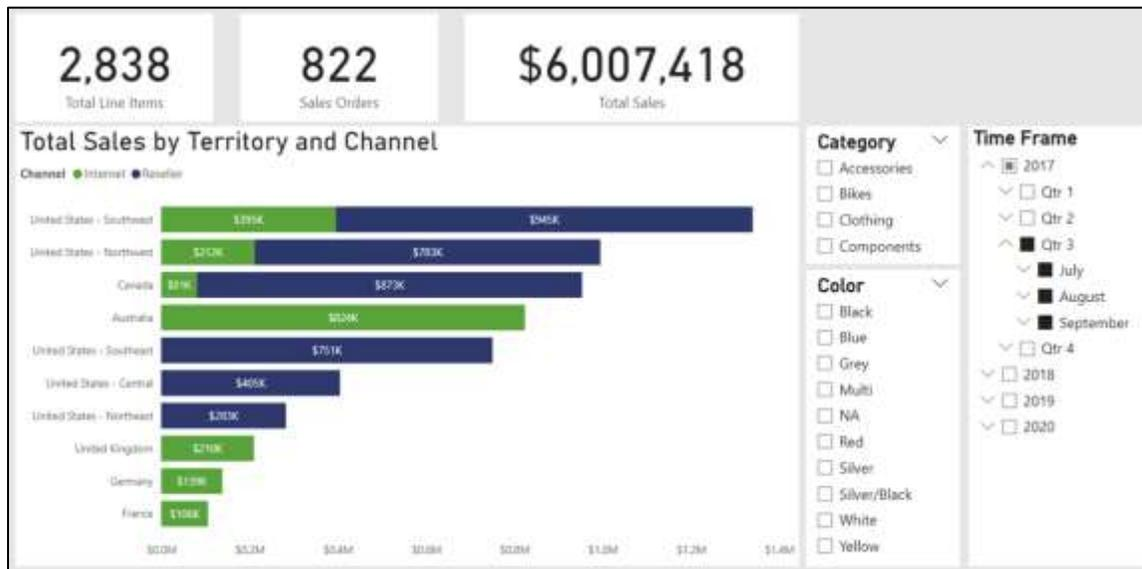 2,838
Total Line Items
822
Sales Orders
$6,007,418
Total Sales
Total Sales by Territory and Channel
Channel Internet Reseller
United States - $395K $945K
United States - Northwest $212K $783K
Canada $81K $873K
Australia $824K
United States - Southeast $751K
United States - Central $405K
United States - Northeast $283K
United Kingdom $210K
Germany $139K
France $106K
$0.0M $0.2M $0.4M $0.6M $0.8M $1.0M $1.2M $1.4M
Category
Accessories
Bikes
Clothing
Components
Color
Black
Blue
Grey
Multi
NA
Red
Silver
Silver/Black
White
Yellow
Time Frame
2017
Qtr 1
Qtr 2
Qtr 3
July
August
September
Qtr 4
2018
2019
2020